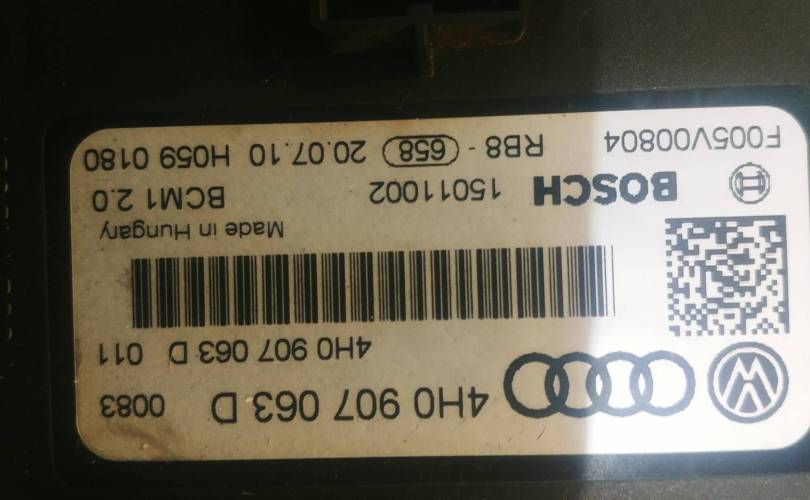 4H0 907 063 D 0083
4H0 907 063 D 011
Made in Hungary
BOSCH 15011002 BCM1 2.0
F005V00804 RB8 - 658 20.07.10 H059 0180